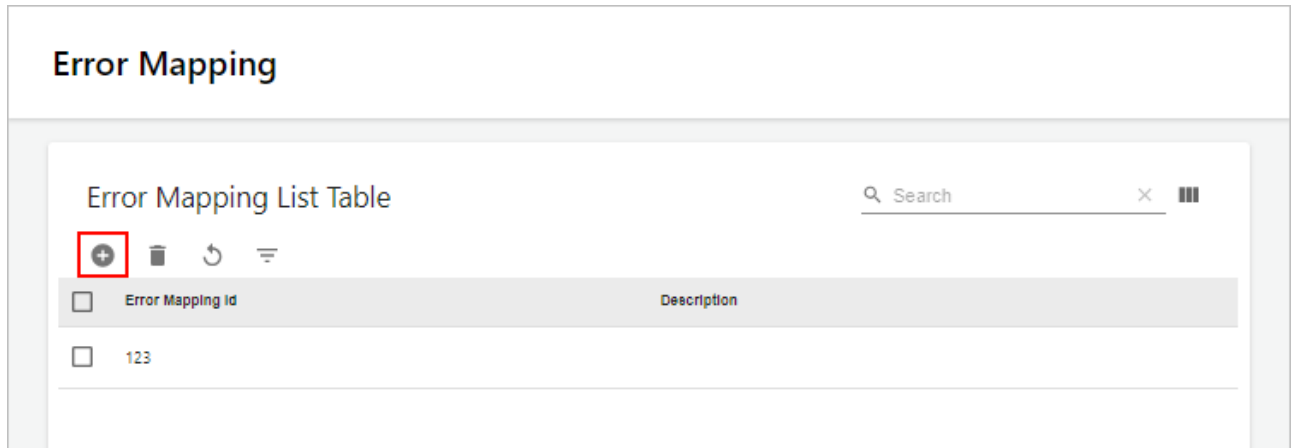 Error Mapping
Error Mapping List Table
Search
Error Mapping Id Description
123